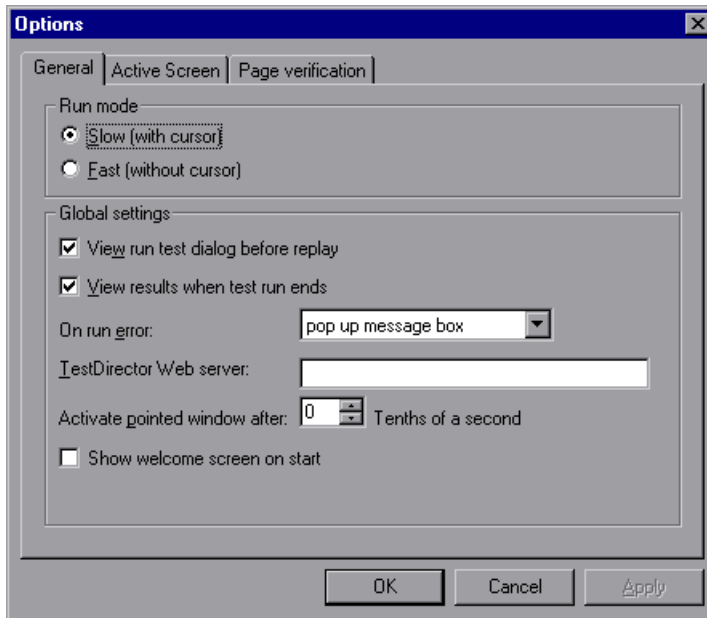 Options
General Active Screen Page verification
Run mode
Slow (with cursor)
Fast (without cursor)
Global settings
View run test dialog before replay
View results when test run ends
On run error: pop up message box
TestDirector Web server:
Activate pointed window after: 0 Tenths of a second
Show welcome screen on start
OK Cancel Apply